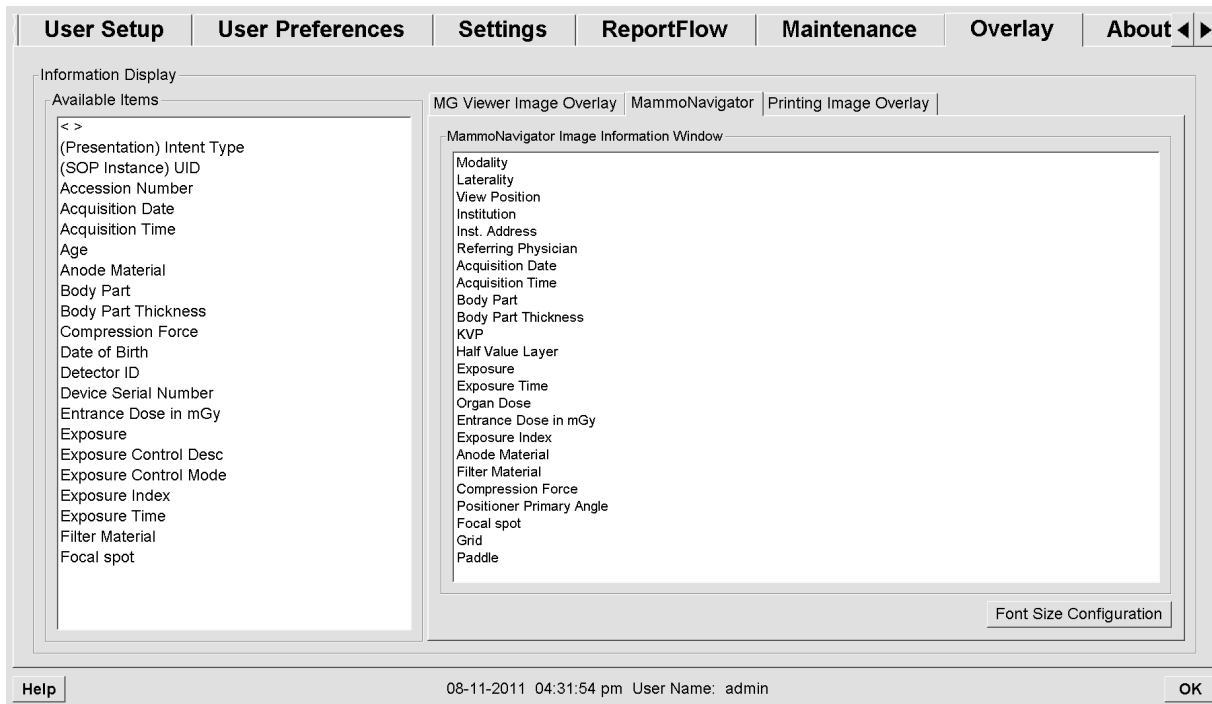 User Setup User Preferences Settings ReportFlow Maintenance Overlay About
Information Display
Available Items
< >
(Presentation) Intent Type
(SOP Instance) UID
Accession Number
Acquisition Date
Acquisition Time
Age
Anode Material
Body Part
Body Part Thickness
Compression Force
Date of Birth
Detector ID
Device Serial Number
Entrance Dose in mGy
Exposure
Exposure Control Desc
Exposure Control Mode
Exposure Index
Exposure Time
Filter Material
Focal spot
MG Viewer Image Overlay MammoNavigator Printing Image Overlay
MammoNavigator Image Information Window
Modality
Laterality
View Position
Institution
Inst. Address
Referring Physician
Acquisition Date
Acquisition Time
Body Part
Body Part Thickness
KVP
Half Value Layer
Exposure
Exposure Time
Organ Dose
Entrance Dose in mGy
Exposure Index
Anode Material
Filter Material
Compression Force
Positioner Primary Angle
Focal spot
Grid
Paddle
Font Size Configuration
Help 08-11-2011 04:31:54 pm User Name: admin OK